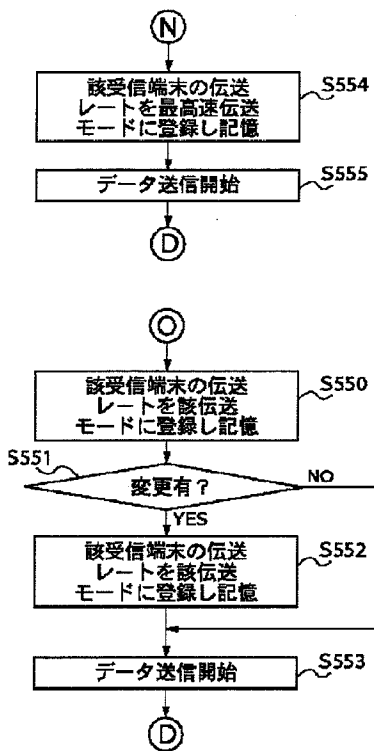 N
該受信端末の伝送
レートを最高速伝送
モードに登録し記憶
S554
データ送信開始
S555
D
O
該受信端末の伝送
レートを該伝送
モードに登録し記憶
S550
S551
変更有?
NO
YES
該受信端末の伝送
レートを該伝送
モードに登録し記憶
S552
データ送信開始
S553
D